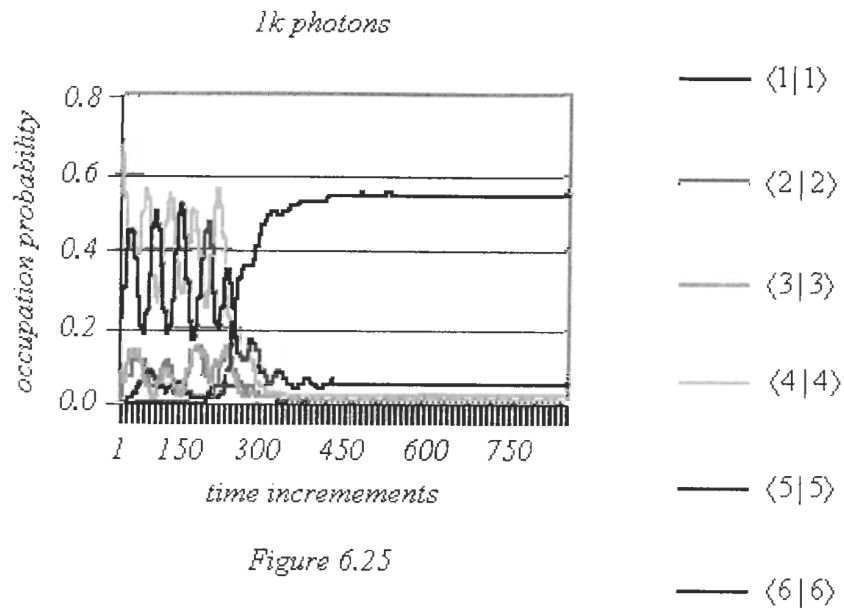 1k photons
occupation probability
0.8
0.6
0.4
0.2
0.0
1 150 300 450 600 750
time incremements
Figure 6.25
⟨1|1⟩
⟨2|2⟩
⟨3|3⟩
⟨4|4⟩
⟨5|5⟩
⟨6|6⟩